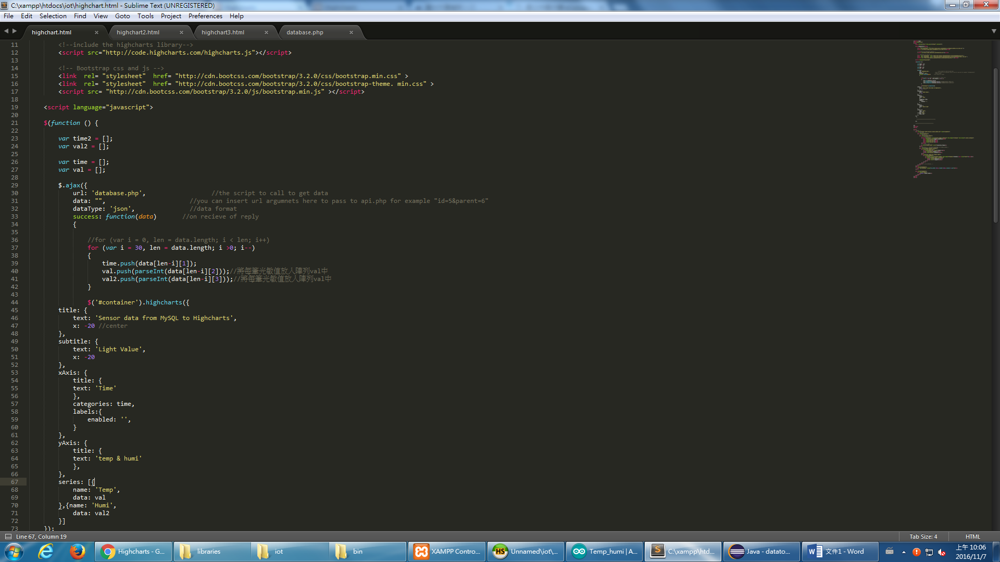 C:\xampp\htdocs\iot\highchart.html - Sublime Text (UNREGISTERED)
File Edit Selection Find View Goto Tools Project Preferences Help
highchart.html × highchart2.html × highchart3.html × database.php ×
11 <!--include the highcharts library-->
12 <script src="http://code.highcharts.com/highcharts.js"></script>
13
14 <!-- Bootstrap css and js -->
15 <link  rel= "stylesheet"  href= "http://cdn.bootcss.com/bootstrap/3.2.0/css/bootstrap.min.css" >
16 <link  rel= "stylesheet"  href= "http://cdn.bootcss.com/bootstrap/3.2.0/css/bootstrap-theme. min.css" >
17 <script src= "http://cdn.bootcss.com/bootstrap/3.2.0/js/bootstrap.min.js" ></script>
18
19 <script language="javascript">
20
21 $(function () {
22
23 var time2 = [];
24 var val2 = [];
25
26 var time = [];
27 var val = [];
28
29 $.ajax({
30 url: 'database.php', //the script to call to get data
31 data: "", //you can insert url argumnets here to pass to api.php for example "id=5&parent=6"
32 dataType: 'json', //data format
33 success: function(data) //on recieve of reply
34 {
35
36 //for (var i = 0, len = data.length; i < len; i++)
37 for (var i = 30, len = data.length; i >0; i--)
38 {
39 time.push(data[len-i][1]);
40 val.push(parseInt(data[len-i][2]));//將每筆光敏值放入陣列val中
41 val2.push(parseInt(data[len-i][3]));//將每筆光敏值放入陣列val中
42 }
43
44 $('#container').highcharts({
45 title: {
46 text: 'Sensor data from MySQL to Highcharts',
47 x: -20 //center
48 },
49 subtitle: {
50 text: 'Light Value',
51 x: -20
52 },
53 xAxis: {
54 title: {
55 text: 'Time'
56 },
57 categories: time,
58 labels:{
59 enabled: '',
60 }
61 },
62 yAxis: {
63 title: {
64 text: 'temp & humi'
65 },
66 },
67 series: [{
68 name: 'Temp',
69 data: val
70 },{name: 'Humi',
71 data: val2
72 }]
73 });
Line 67, Column 19 Tab Size: 4 HTML
Highcharts - G... libraries iot bin XAMPP Contro... Unnamed\iot\... Temp_humi | A... C:\xampp\htd... Java - datato... 文件1 - Word 上午 10:06
2016/11/7